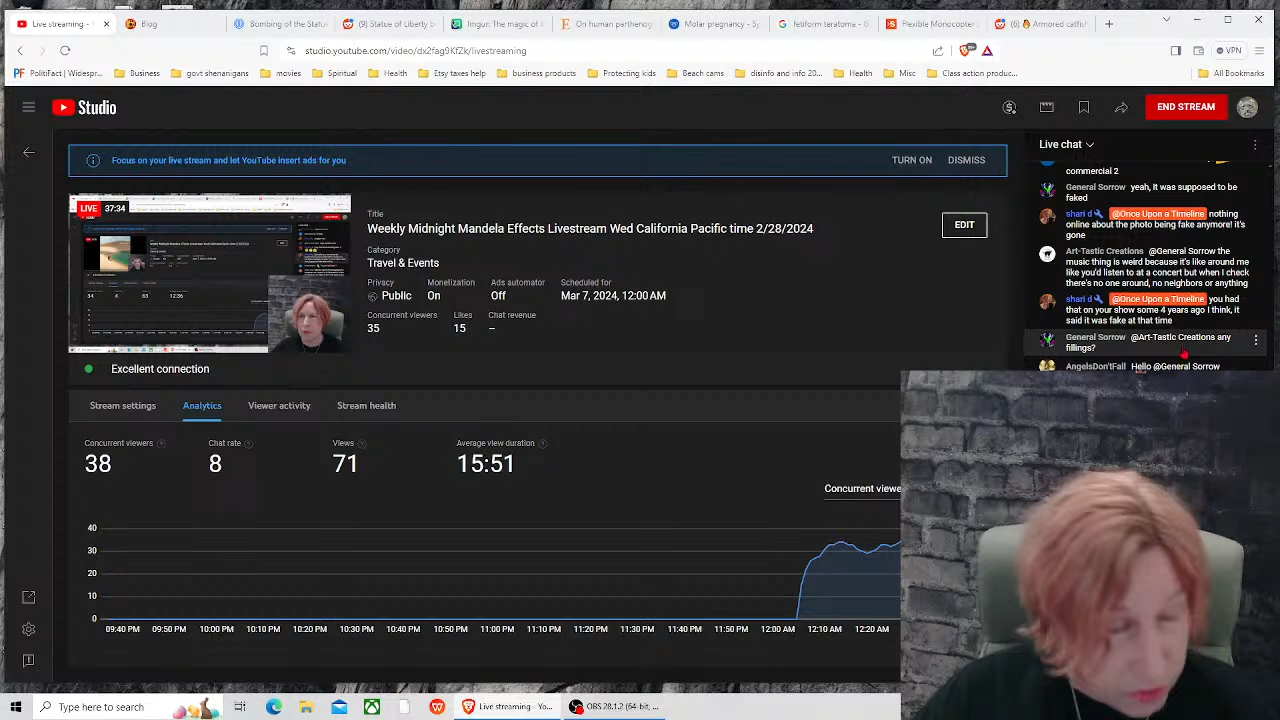 Live streaming - YouT
Blog
Bombing of the Statue
(9) Statue of Liberty b
Imgur: The magic of t
On human parthenog
Molar pregnancy - Sy
fetiform teratoma - G
Flexible Monocopter
(6) 🔥 Armored catfish
studio.youtube.com/video/dx2fag9KfZk/livestreaming
99+
VPN
PolitiFact | Widespr...
Business
govt shenanigans
movies
Spiritual
Health
Etsy taxes help
business products
Protecting kids
Beach cams
disinfo and info 20...
Health
Misc
Class action produc...
All Bookmarks
Studio
END STREAM
Focus on your live stream and let YouTube insert ads for you
TURN ON
DISMISS
LIVE
37:34
Title
Weekly Midnight Mandela Effects Livestream Wed California Pacific time 2/28/2024
EDIT
Category
Travel & Events
Privacy
Monetization
Ads automator
Scheduled for
Public
On
Off
Mar 7, 2024, 12:00 AM
Concurrent viewers
Likes
Chat revenue
35
15
–
Excellent connection
Stream settings
Analytics
Viewer activity
Stream health
Concurrent viewers
Chat rate
Views
Average view duration
38
8
71
15:51
Concurrent viewe
40
30
20
10
0
09:40 PM
09:50 PM
10:00 PM
10:10 PM
10:20 PM
10:30 PM
10:40 PM
10:50 PM
11:00 PM
11:10 PM
11:20 PM
11:30 PM
11:40 PM
11:50 PM
12:00 AM
12:10 AM
12:20 AM
Live chat
commercial 2
General Sorrow yeah, It was supposed to be
faked
shari d @Once Upon a Timeline nothing
online about the photo being fake anymore! it's
gone
Art-Tastic Creations @General Sorrow the
music thing is weird because it's like around me
like you'd listen to at a concert but when I check
there's no one around, no neighbors or anything
shari d @Once Upon a Timeline you had
that on your show some 4 years ago I think, it
said it was fake at that time
General Sorrow @Art-Tastic Creations any
fillings?
AngelsDon'tFall Hello @General Sorrow
Type here to search
Live streaming - Yo...
OBS 28.1.2 (64-bit, ...